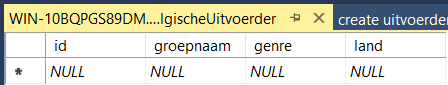 WIN-10BQPGS89DM....lgischeUitvoerder create uitvoerder
id groepnaam genre land
* NULL NULL NULL NULL